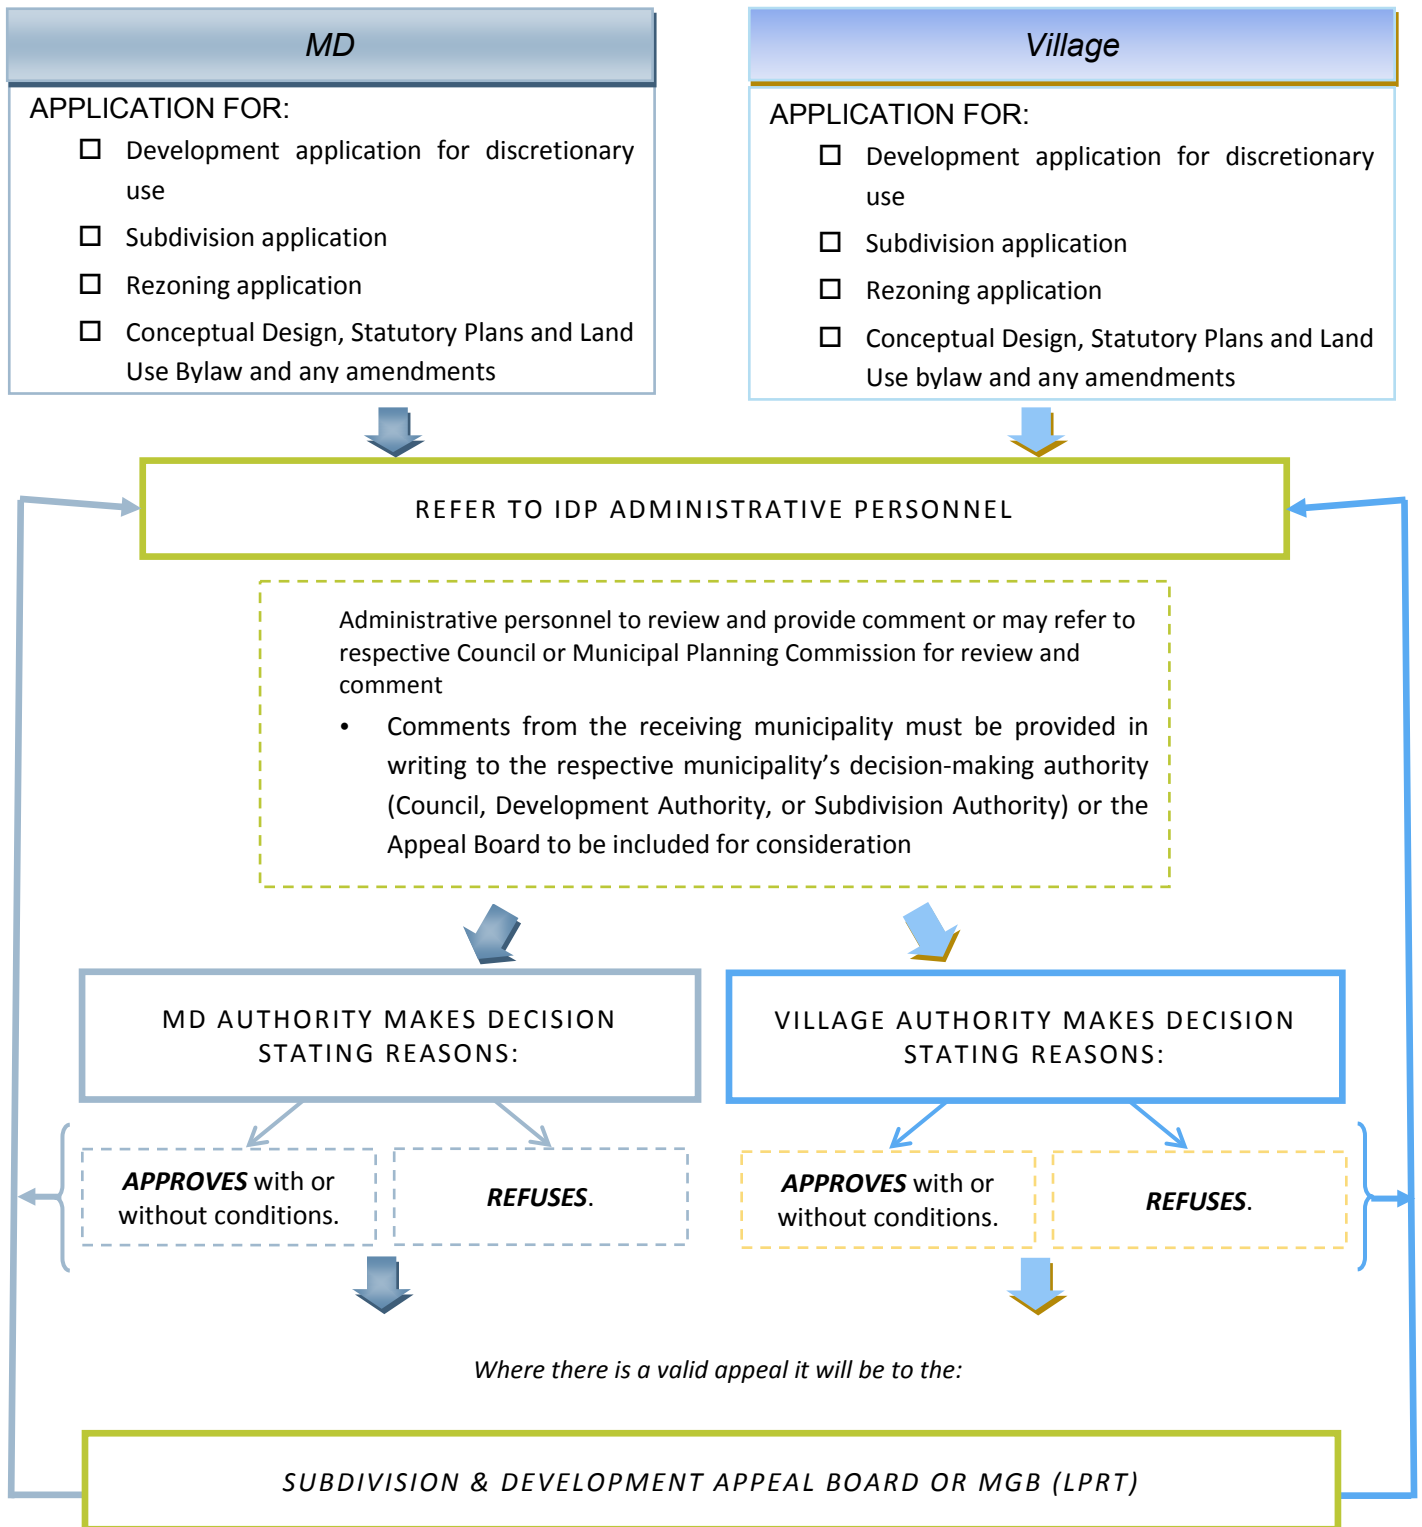 MD
APPLICATION FOR:
☐ Development application for discretionary
use
☐ Subdivision application
☐ Rezoning application
☐ Conceptual Design, Statutory Plans and Land
Use Bylaw and any amendments
Village
APPLICATION FOR:
☐ Development application for discretionary
use
☐ Subdivision application
☐ Rezoning application
☐ Conceptual Design, Statutory Plans and Land
Use bylaw and any amendments
REFER TO IDP ADMINISTRATIVE PERSONNEL
Administrative personnel to review and provide comment or may refer to
respective Council or Municipal Planning Commission for review and
comment
• Comments from the receiving municipality must be provided in
writing to the respective municipality’s decision-making authority
(Council, Development Authority, or Subdivision Authority) or the
Appeal Board to be included for consideration
MD AUTHORITY MAKES DECISION
STATING REASONS:
VILLAGE AUTHORITY MAKES DECISION
STATING REASONS:
APPROVES with or
without conditions.
REFUSES.
APPROVES with or
without conditions.
REFUSES.
Where there is a valid appeal it will be to the:
SUBDIVISION & DEVELOPMENT APPEAL BOARD OR MGB (LPRT)